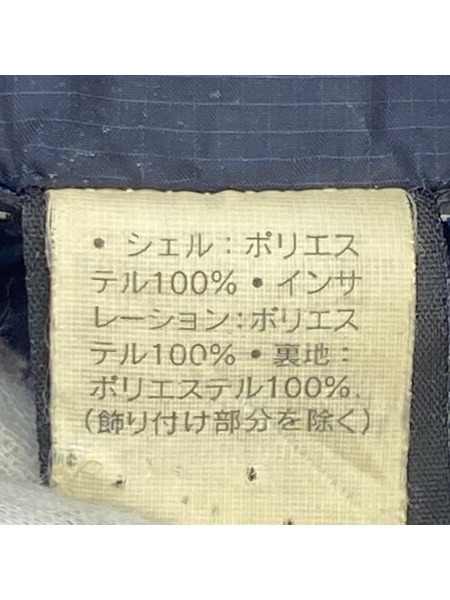 ・シェル：ポリエス
テル100%・インサ
レーション：ポリエス
テル100%・裏地：
ポリエステル100%.
(飾り付け部分を除く)